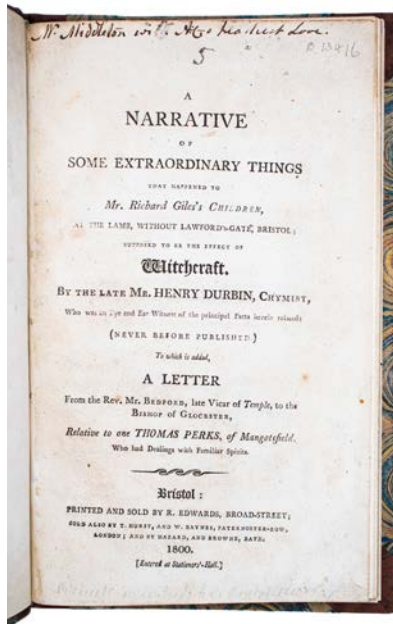 Mr. Middleton with kindest Love.
5
A
NARRATIVE
OF
SOME EXTRAORDINARY THINGS
THAT HAPPENED TO
Mr. Richard Giles's CHILDREN,
AT THE LAMB, WITHOUT LAWFORD'S-GATE, BRISTOL;
SUPPOSED TO BE THE EFFECT OF
Witchcraft.
BY THE LATE MR. HENRY DURBIN, CHYMIST,
Who was an Eye and Ear Witness of the principal Facts herein related
(NEVER BEFORE PUBLISHED.)
To which is added,
A LETTER
From the REV. MR. BEDFORD, late Vicar of Temple, to the
BISHOP OF GLOCESTER,
Relative to one THOMAS PERKS, of Mangotsfield,
Who had Dealings with Familiar Spirits.
Bristol:
PRINTED AND SOLD BY R. EDWARDS, BROAD-STREET;
SOLD ALSO BY T. HURST, AND W. BAYNES, PATERNOSTER-ROW,
LONDON; AND BY HAZARD, AND BROWNE, BATH.
1800.
[Entered at Stationers'-Hall.]